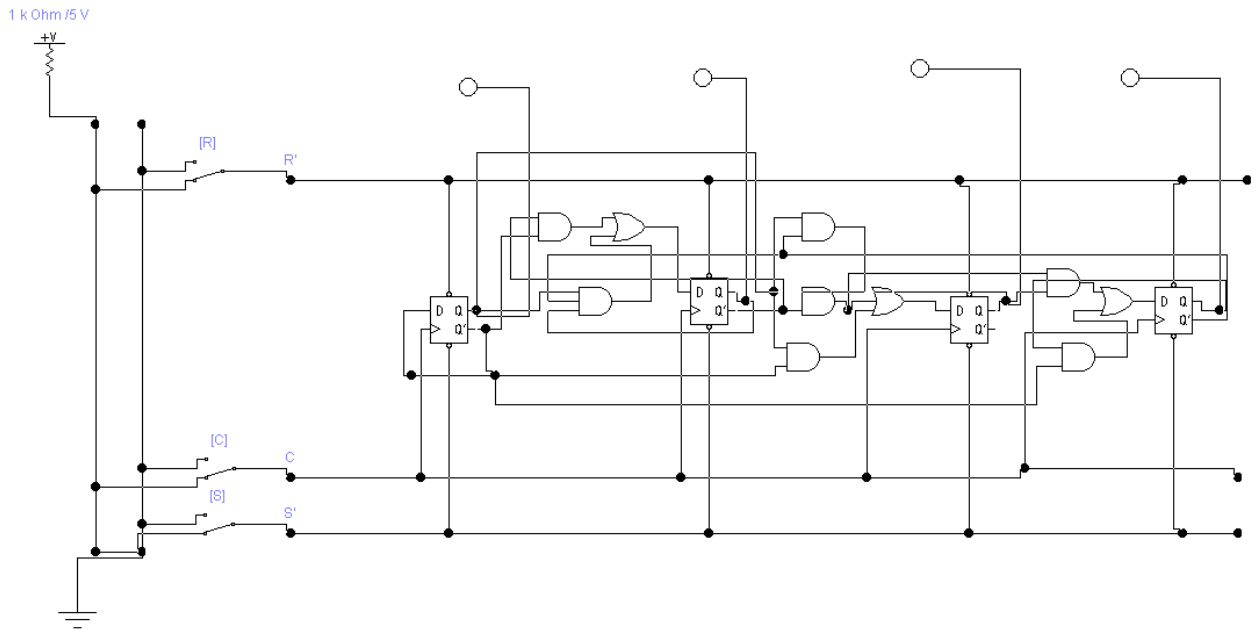 1 k Ohm /5 V
+V
[R]
R'
D Q
Q'
D Q
Q'
D Q
Q'
D Q
Q'
[C]
C
[S]
S'